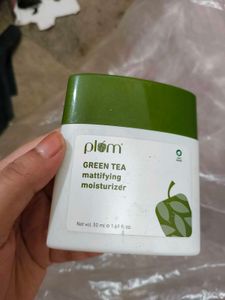 plum
GREEN TEA
mattifying
moisturizer
Net vol. 50 ml ℮ 1.69 fl. oz.